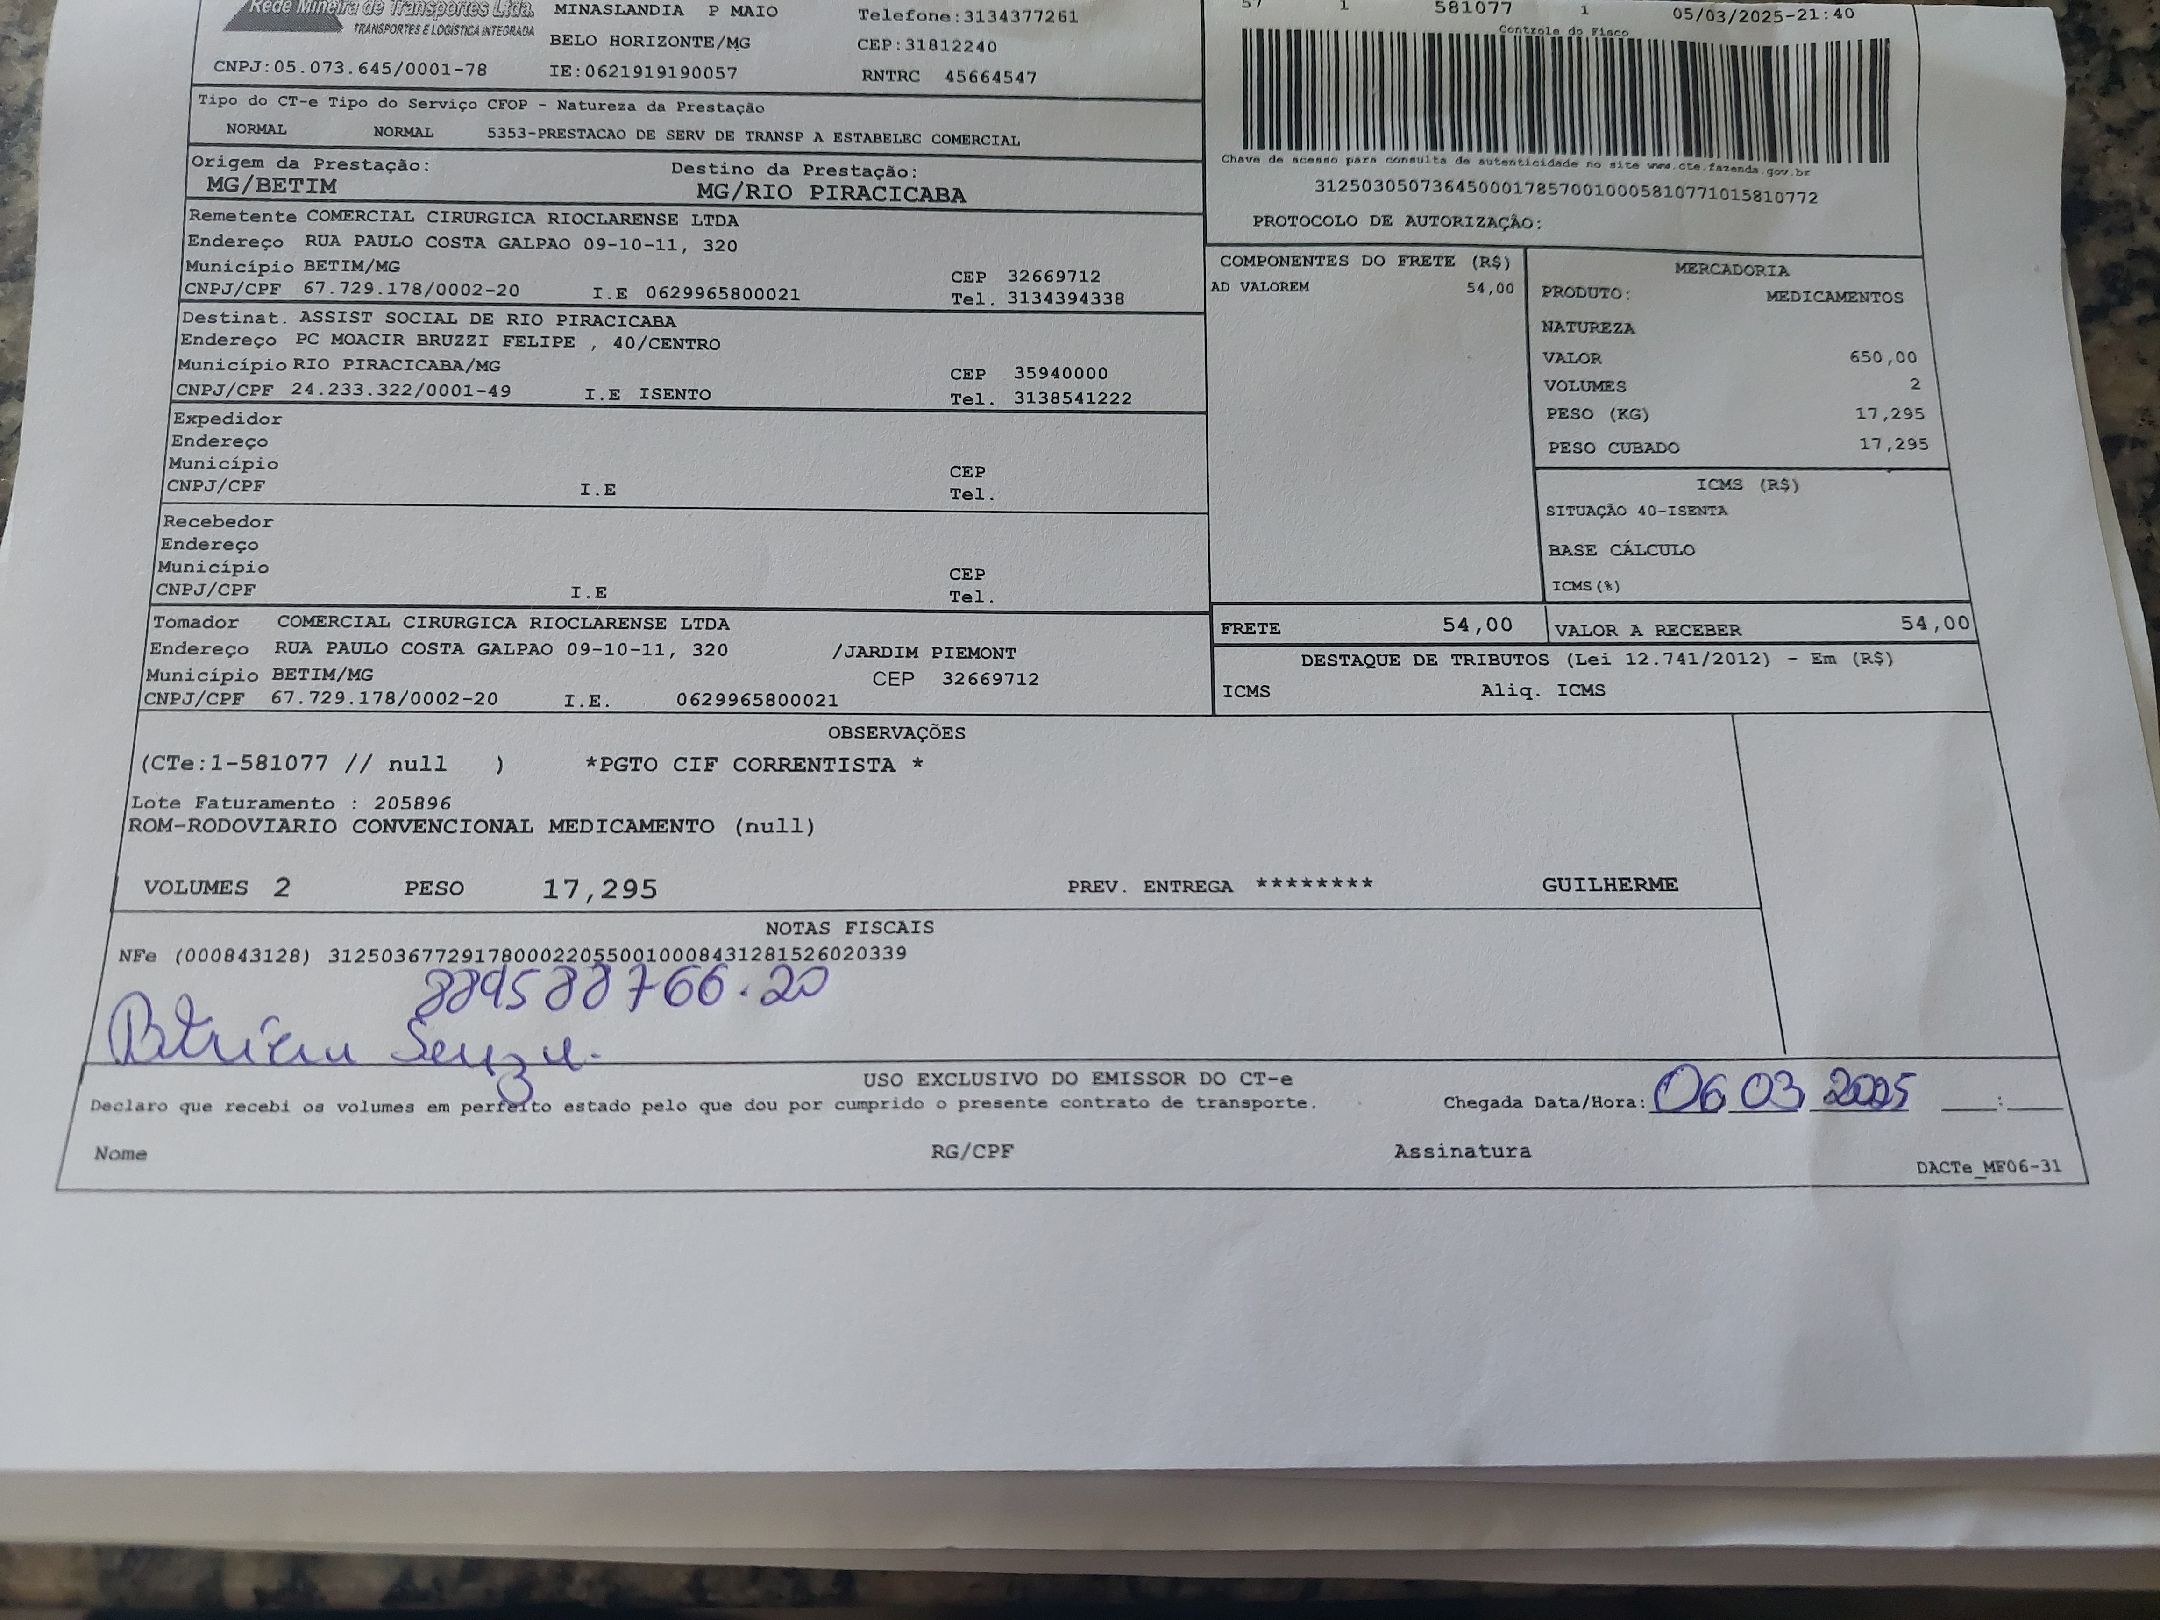 Rede Mineira de Transportes Ltda.
TRANSPORTES E LOGÍSTICA INTEGRADA
MINASLANDIA P MAIO
Telefone:3134377261
BELO HORIZONTE/MG
CEP:31812240
CNPJ:05.073.645/0001-78
IE:0621919190057
RNTRC 45664547
57 1 581077 1 05/03/2025-21:40
Controle do Fisco
Chave de acesso para consulta de autenticidade no site www.cte.fazenda.gov.br
31250305073645000178570010005810771015810772
PROTOCOLO DE AUTORIZAÇÃO:
Tipo do CT-e Tipo do Serviço CFOP - Natureza da Prestação
NORMAL NORMAL 5353-PRESTACAO DE SERV DE TRANSP A ESTABELEC COMERCIAL
Origem da Prestação: Destino da Prestação:
MG/BETIM MG/RIO PIRACICABA
Remetente COMERCIAL CIRURGICA RIOCLARENSE LTDA
Endereço RUA PAULO COSTA GALPAO 09-10-11, 320
Município BETIM/MG CEP 32669712
CNPJ/CPF 67.729.178/0002-20 I.E 0629965800021 Tel. 3134394338
Destinat. ASSIST SOCIAL DE RIO PIRACICABA
Endereço PC MOACIR BRUZZI FELIPE , 40/CENTRO
Município RIO PIRACICABA/MG CEP 35940000
CNPJ/CPF 24.233.322/0001-49 I.E ISENTO Tel. 3138541222
Expedidor
Endereço
Município CEP
CNPJ/CPF I.E Tel.
Recebedor
Endereço
Município CEP
CNPJ/CPF I.E Tel.
Tomador COMERCIAL CIRURGICA RIOCLARENSE LTDA
Endereço RUA PAULO COSTA GALPAO 09-10-11, 320 /JARDIM PIEMONT
Município BETIM/MG CEP 32669712
CNPJ/CPF 67.729.178/0002-20 I.E. 0629965800021
COMPONENTES DO FRETE (R$)
AD VALOREM 54,00
MERCADORIA
PRODUTO: MEDICAMENTOS
NATUREZA
VALOR 650,00
VOLUMES 2
PESO (KG) 17,295
PESO CUBADO 17,295
ICMS (R$)
SITUAÇÃO 40-ISENTA
BASE CÁLCULO
ICMS(%)
FRETE 54,00 VALOR A RECEBER 54,00
DESTAQUE DE TRIBUTOS (Lei 12.741/2012) - Em (R$)
ICMS Aliq. ICMS
OBSERVAÇÕES
(CTe:1-581077 // null ) *PGTO CIF CORRENTISTA *
Lote Faturamento : 205896
ROM-RODOVIARIO CONVENCIONAL MEDICAMENTO (null)
VOLUMES 2 PESO 17,295 PREV. ENTREGA ******** GUILHERME
NOTAS FISCAIS
NFe (000843128) 31250367729178000220550010008431281526020339
889588766.20
USO EXCLUSIVO DO EMISSOR DO CT-e
Declaro que recebi os volumes em perfeito estado pelo que dou por cumprido o presente contrato de transporte. Chegada Data/Hora: 06 03 2025 ___:___
Nome RG/CPF Assinatura
DACTe_MF06-31